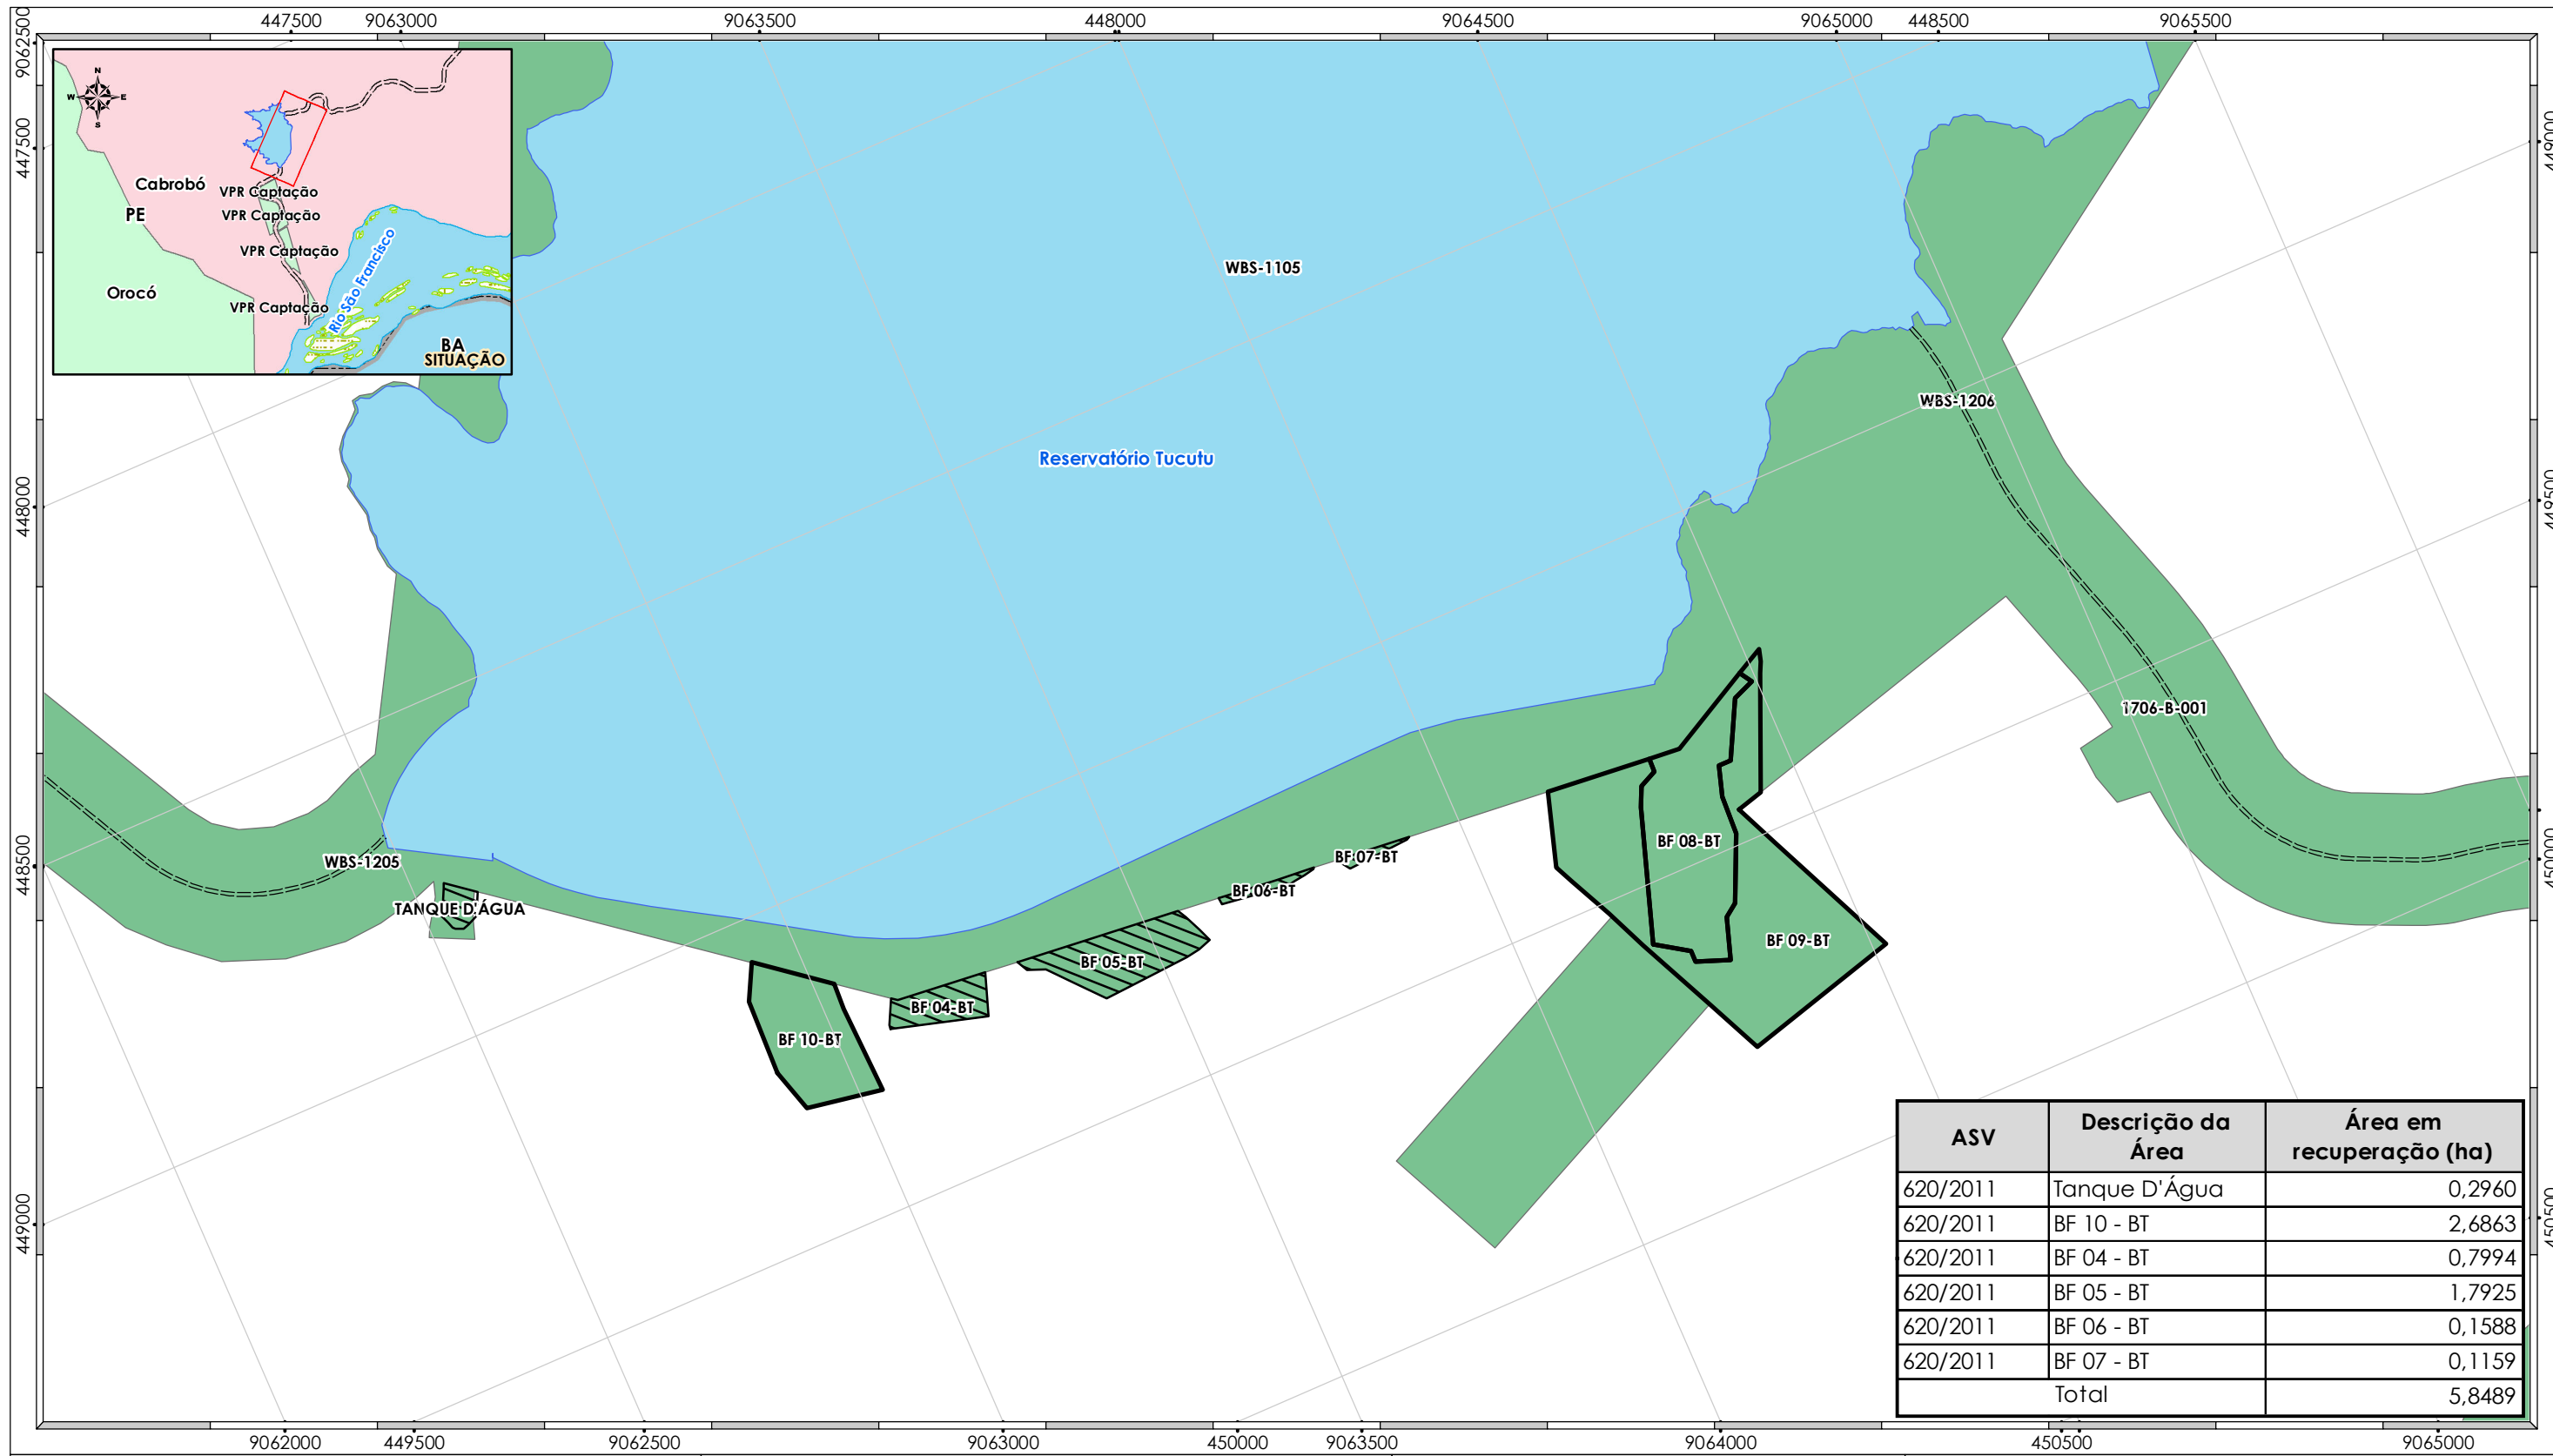 447500 9063000 9063500 448000 9064500 9065000 448500 9065500
9062500
447500
448000
448500
449000
449000
449500
450000
450500
N
W E
S
Cabrobó
PE
Orocó
VPR Captação
VPR Captação
VPR Captação
VPR Captação
Rio São Francisco
BA
SITUAÇÃO
WBS-1105
WBS-1206
Reservatório Tucutu
1706-B-001
WBS-1205
TANQUE D'ÁGUA
BF 07-BT
BF 06-BT
BF 05-BT
BF 04-BT
BF 10-BT
BF 08-BT
BF 09-BT
ASV Descrição da Área Área em recuperação (ha)
620/2011 Tanque D'Água 0,2960
620/2011 BF 10 - BT 2,6863
620/2011 BF 04 - BT 0,7994
620/2011 BF 05 - BT 1,7925
620/2011 BF 06 - BT 0,1588
620/2011 BF 07 - BT 0,1159
Total 5,8489
9062000 449500 9062500 9063000 450000 9063500 9064000 450500 9065000